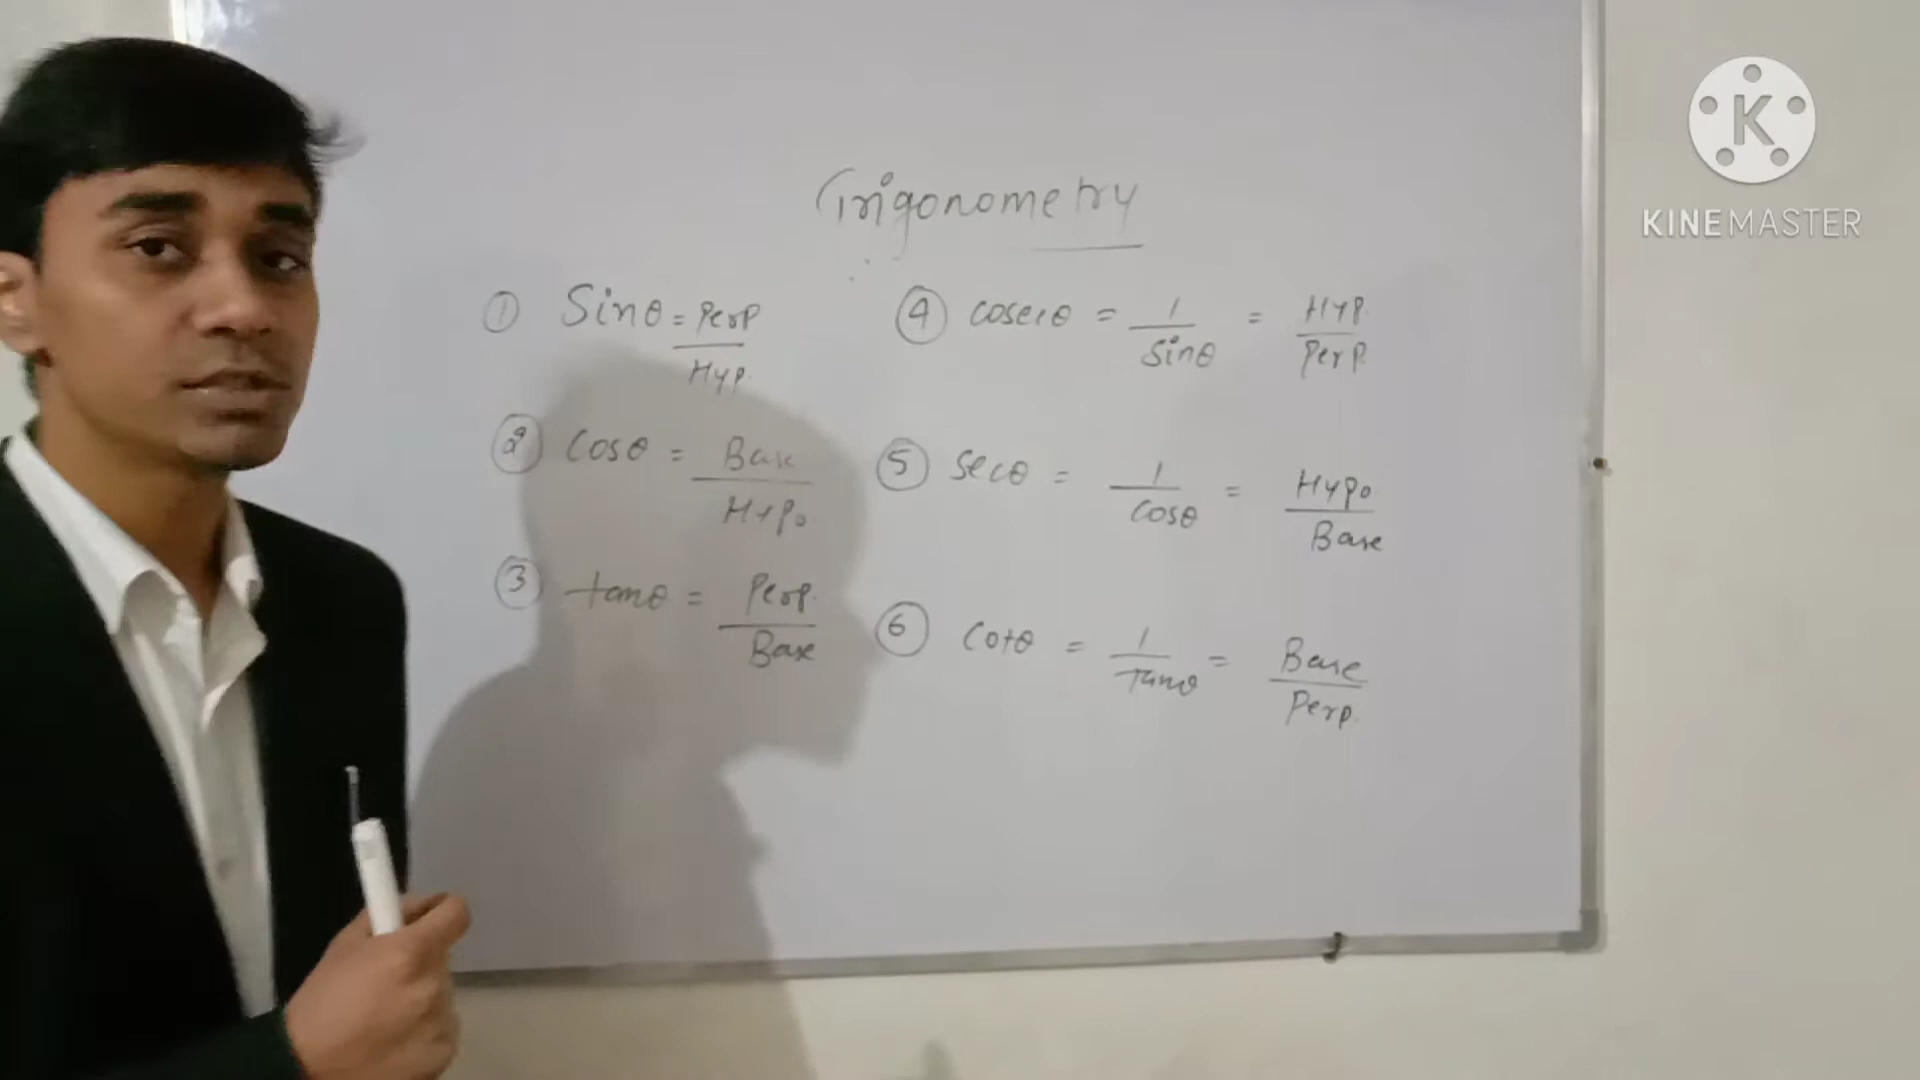 Trigonometry
① Sinθ = Perp / Hyp.
② Cosθ = Base / Hypo
③ tanθ = Perp. / Base
④ cosecθ = 1 / Sinθ = Hyp. / Perp.
⑤ Secθ = 1 / Cosθ = Hypo / Base
⑥ Cotθ = 1 / Tanθ = Base / Perp.
K
KINEMASTER